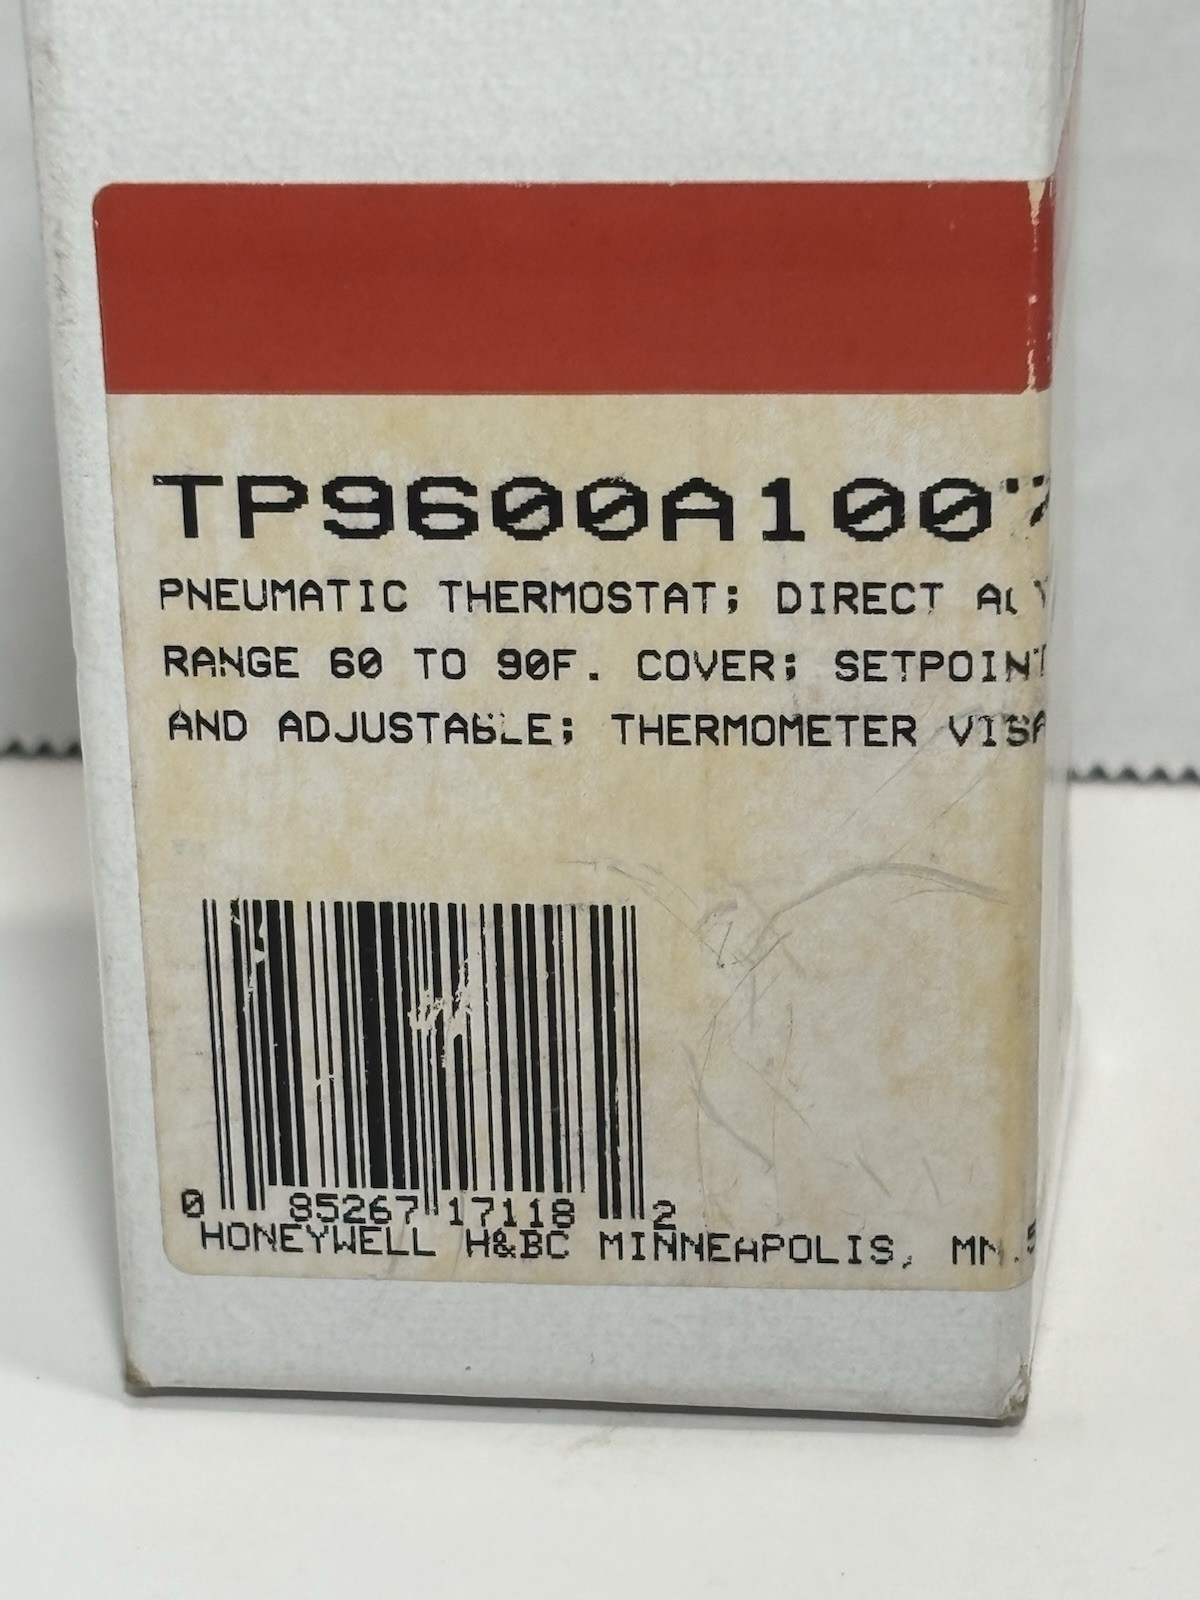 TP9600A100
PNEUMATIC THERMOSTAT; DIRECT
RANGE 60 TO 90F. COVER; SETPOINT
AND ADJUSTABLE; THERMOMETER
0 85267 17118 2
HONEYWELL H&BC MINNEAPOLIS, MN